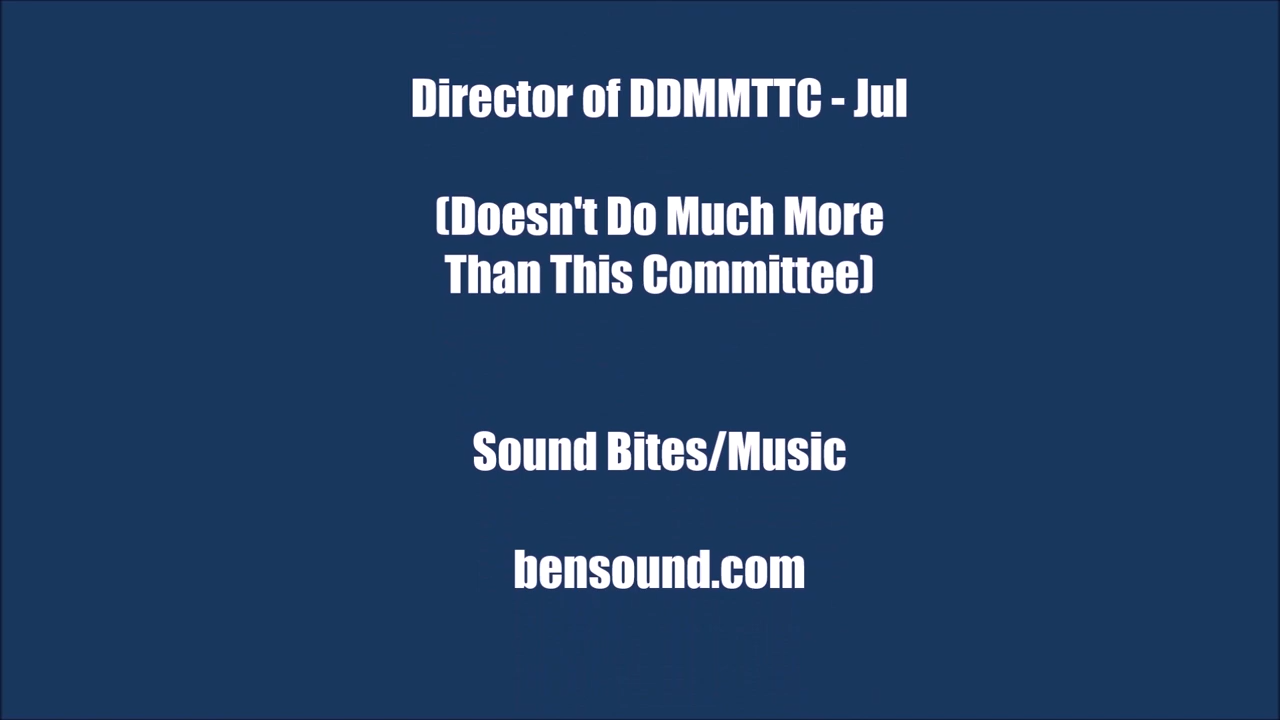 Director of DDMMTTC - Jul
(Doesn't Do Much More
Than This Committee)
Sound Bites/Music
bensound.com